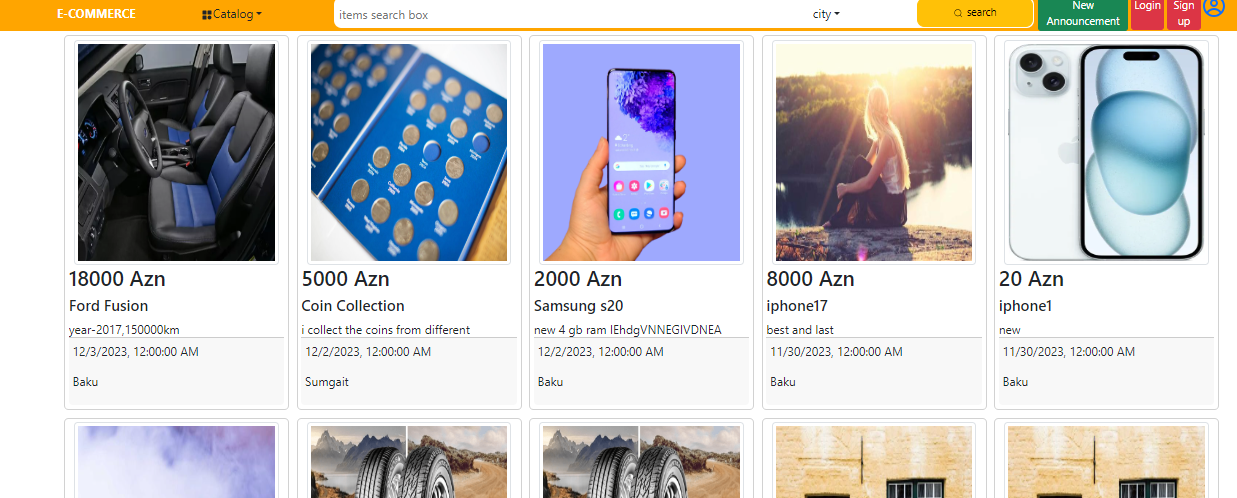 E-COMMERCE
Catalog
items search box
city
search
New
Announcement
Login
Sign
up
18000 Azn
Ford Fusion
year-2017,150000km
12/3/2023, 12:00:00 AM
Baku
5000 Azn
Coin Collection
i collect the coins from different
12/2/2023, 12:00:00 AM
Sumgait
2000 Azn
Samsung s20
new 4 gb ram IEhdgVNNEGIVDNEA
12/2/2023, 12:00:00 AM
Baku
8000 Azn
iphone17
best and last
11/30/2023, 12:00:00 AM
Baku
20 Azn
iphone1
new
11/30/2023, 12:00:00 AM
Baku